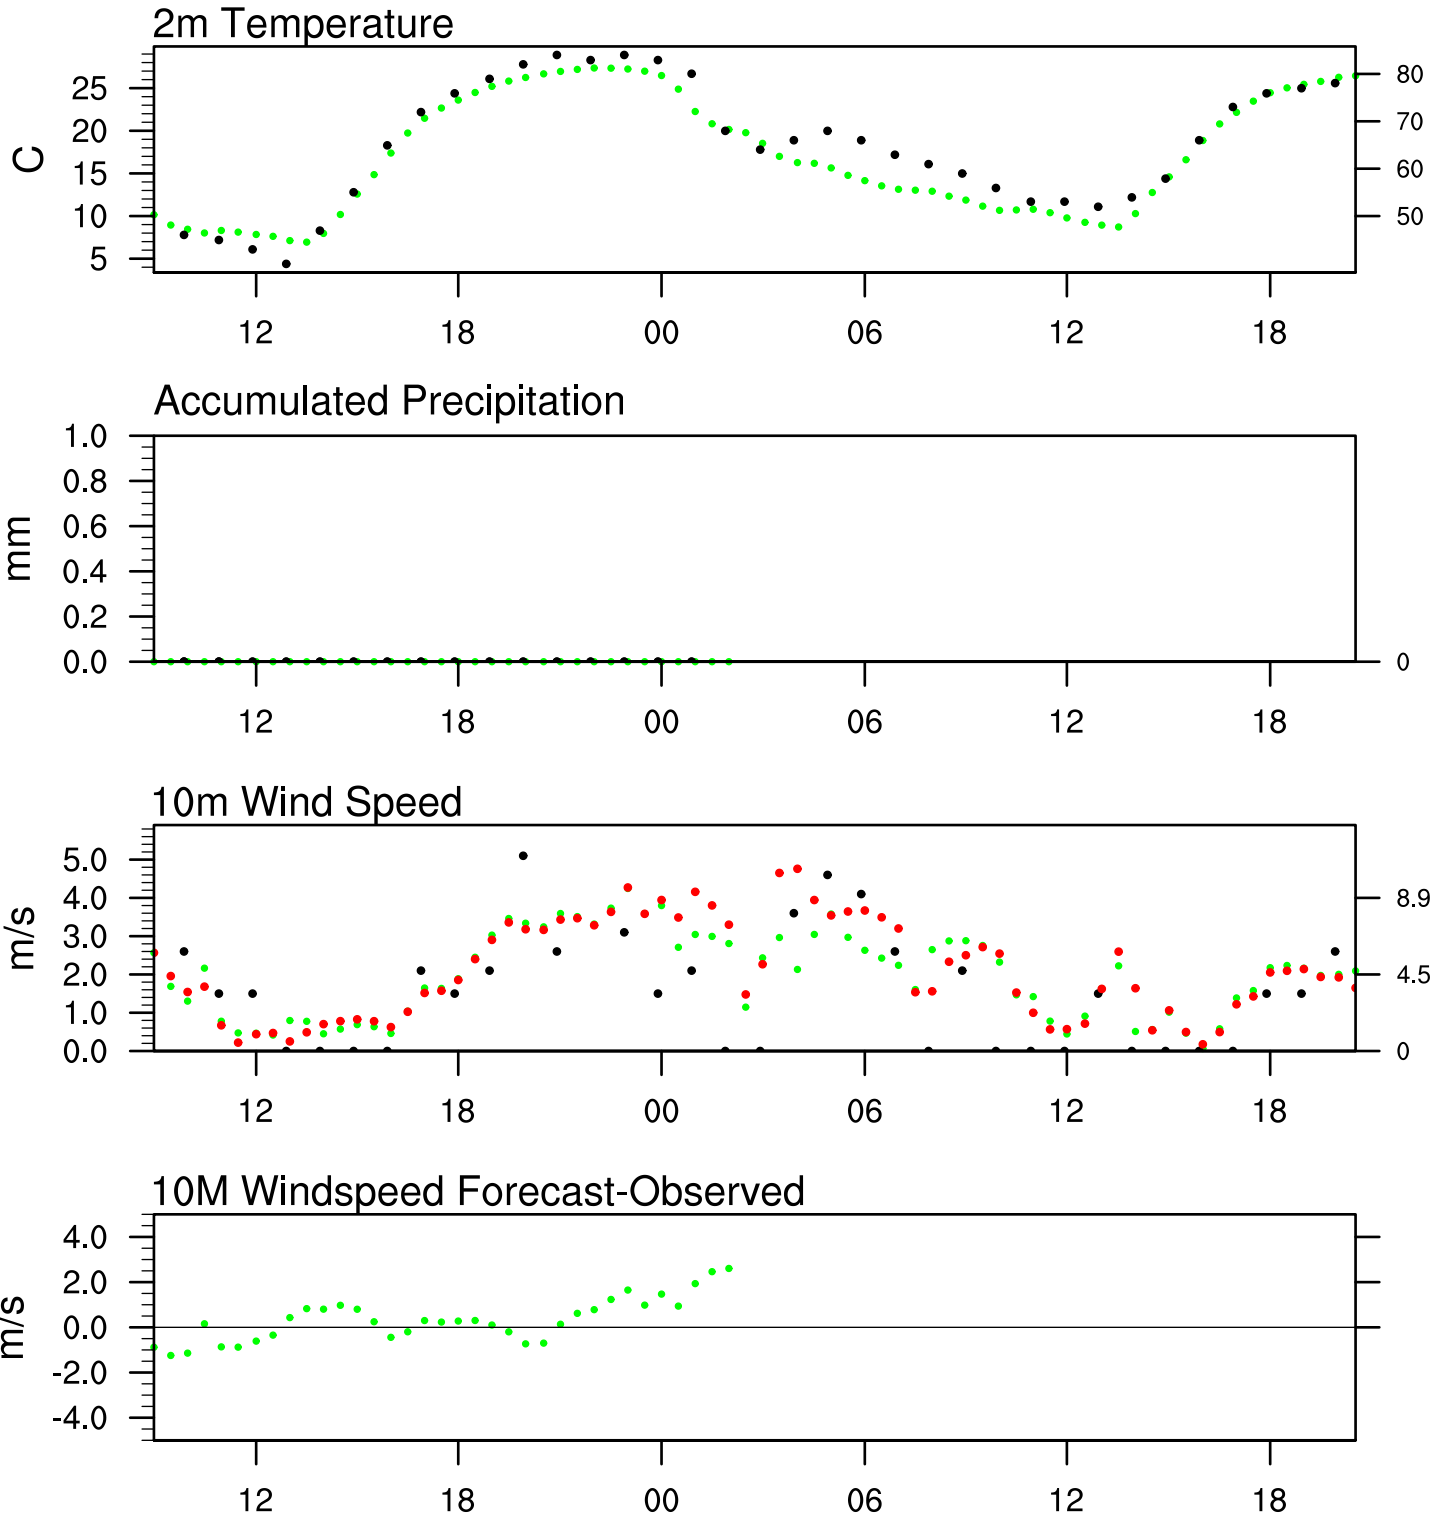 2m Temperature
C
25
20
15
10
5
80
70
60
50
12 18 00 06 12 18
Accumulated Precipitation
mm
1.0
0.8
0.6
0.4
0.2
0.0
0
12 18 00 06 12 18
10m Wind Speed
m/s
5.0
4.0
3.0
2.0
1.0
0.0
8.9
4.5
0
12 18 00 06 12 18
10M Windspeed Forecast-Observed
m/s
4.0
2.0
0.0
-2.0
-4.0
12 18 00 06 12 18